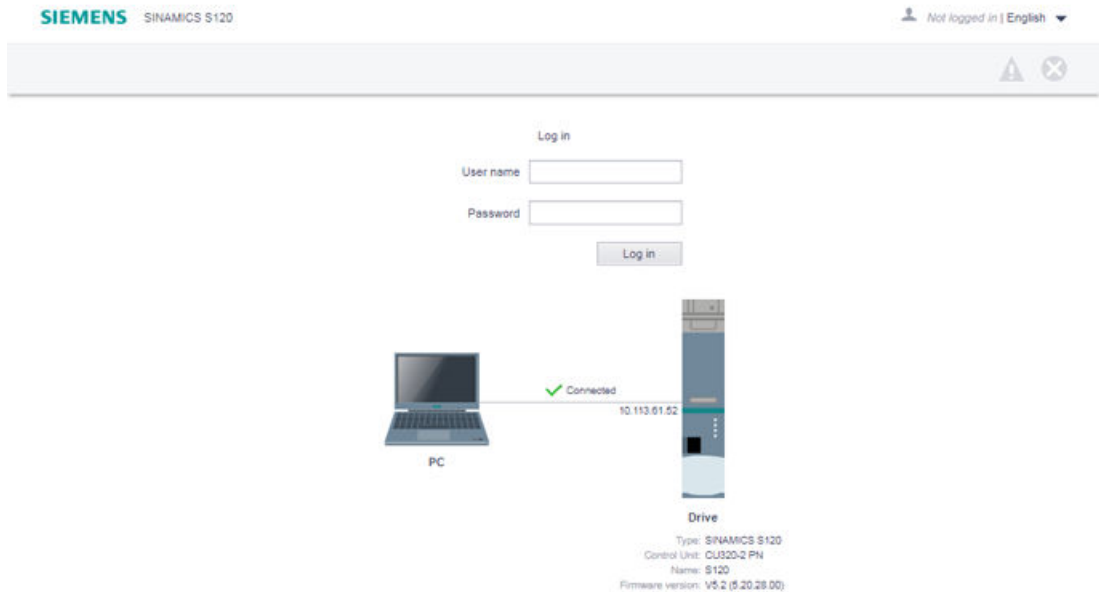 SIEMENS SINAMICS S120
Not logged in | English
Log in
User name
Password
Log in
Connected
10.113.61.52
PC
Drive
Type: SINAMICS S120
Control Unit: CU320-2 PN
Name: S120
Firmware version: V5.2 (5.20.28.00)